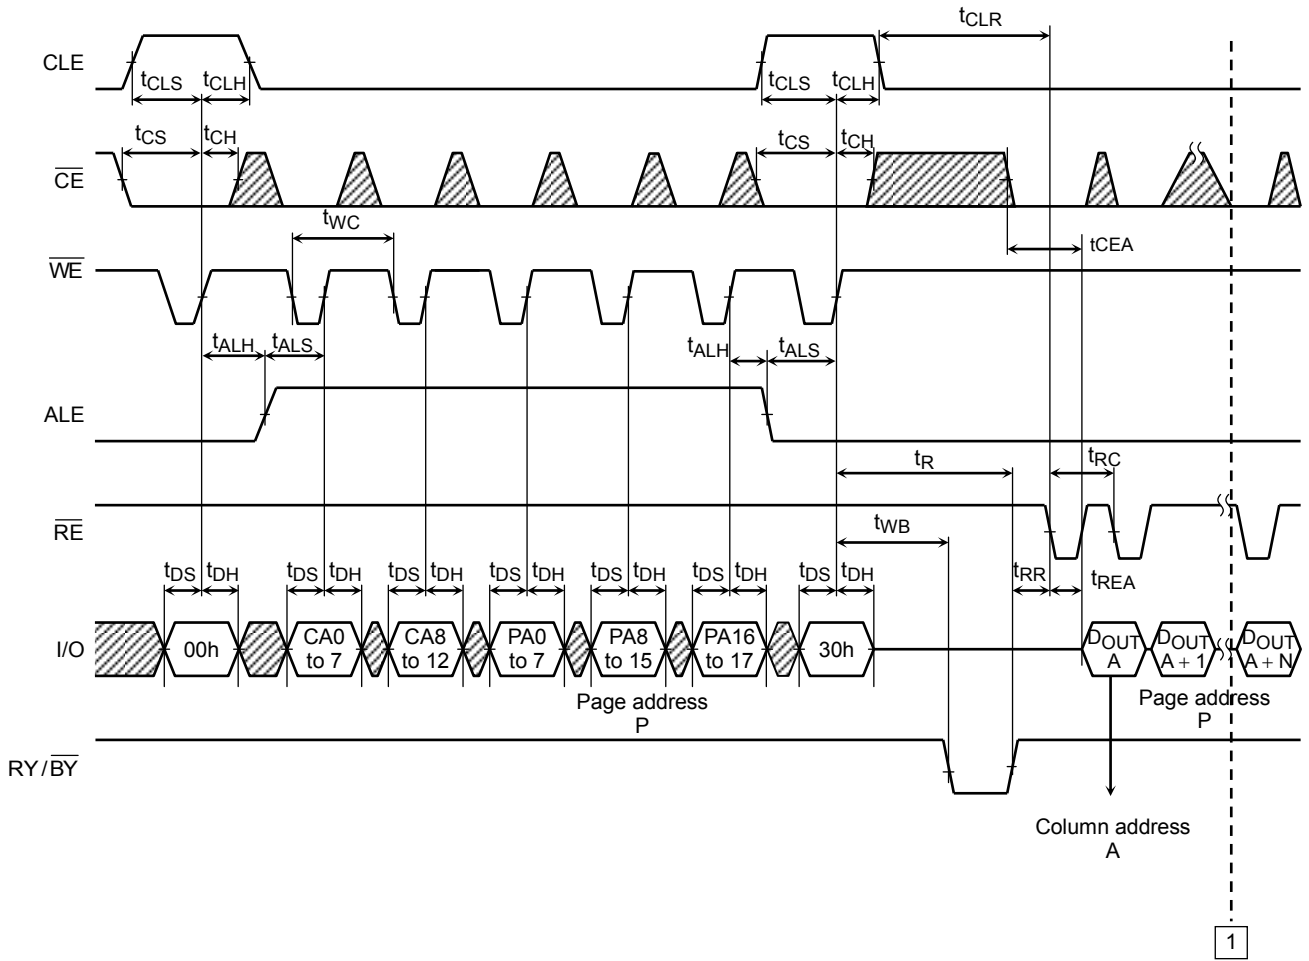 tCLR
CLE
tCLS tCLH tCLS tCLH
tCS tCH tCS tCH
CE
tWC
tCEA
WE
tALH tALS tALH tALS
ALE
tR tRC
RE
tWB
tDS tDH tDS tDH tDS tDH tDS tDH tDS tDH tDS tDH tDS tDH tRR tREA
I/O 00h CA0 to 7 CA8 to 12 PA0 to 7 PA8 to 15 PA16 to 17 30h DOUT A DOUT A + 1 DOUT A + N
Page address P
Page address P
RY/BY
Column address
A
1